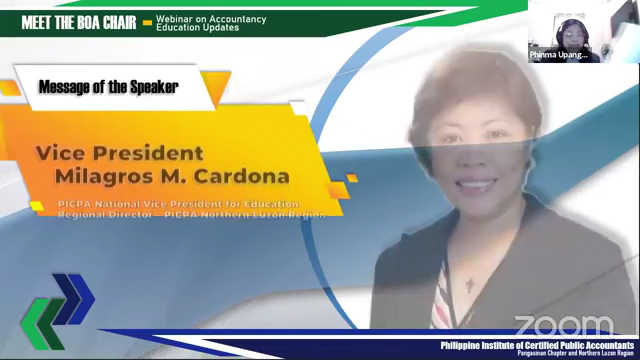 MEET THE BOA CHAIR
Webinar on Accountancy
Education Updates
Phinma Upang...
Message of the Speaker
Vice President
Milagros M. Cardona
PICPA National Vice President for Education
Regional Director - PICPA Northern Luzon Region
zoom
Philippine Institute of Certified Public Accountants
Pangasinan Chapter and Northern Luzon Region